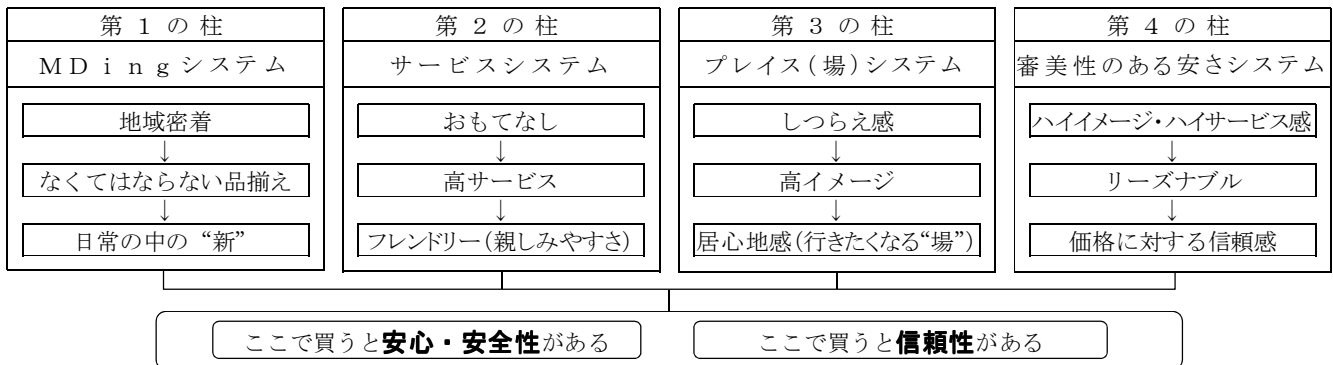 第1の柱
MDingシステム
地域密着
↓
なくてはならない品揃え
↓
日常の中の“新”
第2の柱
サービスシステム
おもてなし
↓
高サービス
↓
フレンドリー(親しみやすさ)
第3の柱
プレイス(場)システム
しつらえ感
↓
高イメージ
↓
居心地感(行きたくなる“場”)
第4の柱
審美性のある安さシステム
ハイイメージ・ハイサービス感
↓
リーズナブル
↓
価格に対する信頼感
ここで買うと安心・安全性がある
ここで買うと信頼性がある